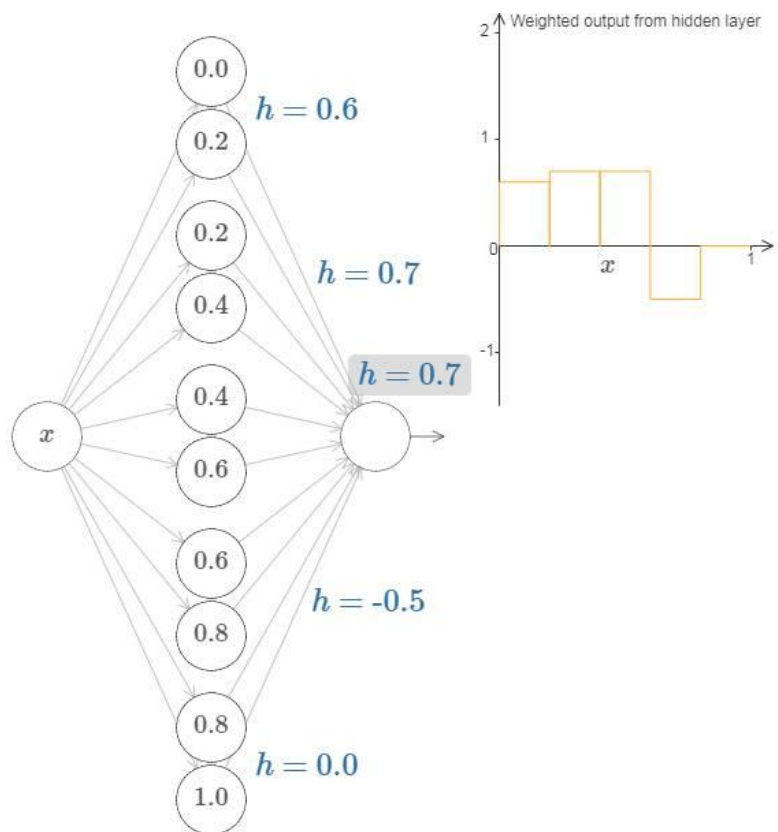 0.0
h = 0.6
0.2
0.2
h = 0.7
0.4
h = 0.7
0.4
x
0.6
0.6
h = -0.5
0.8
0.8
h = 0.0
1.0
Weighted output from hidden layer
2
1
0
x
1
-1